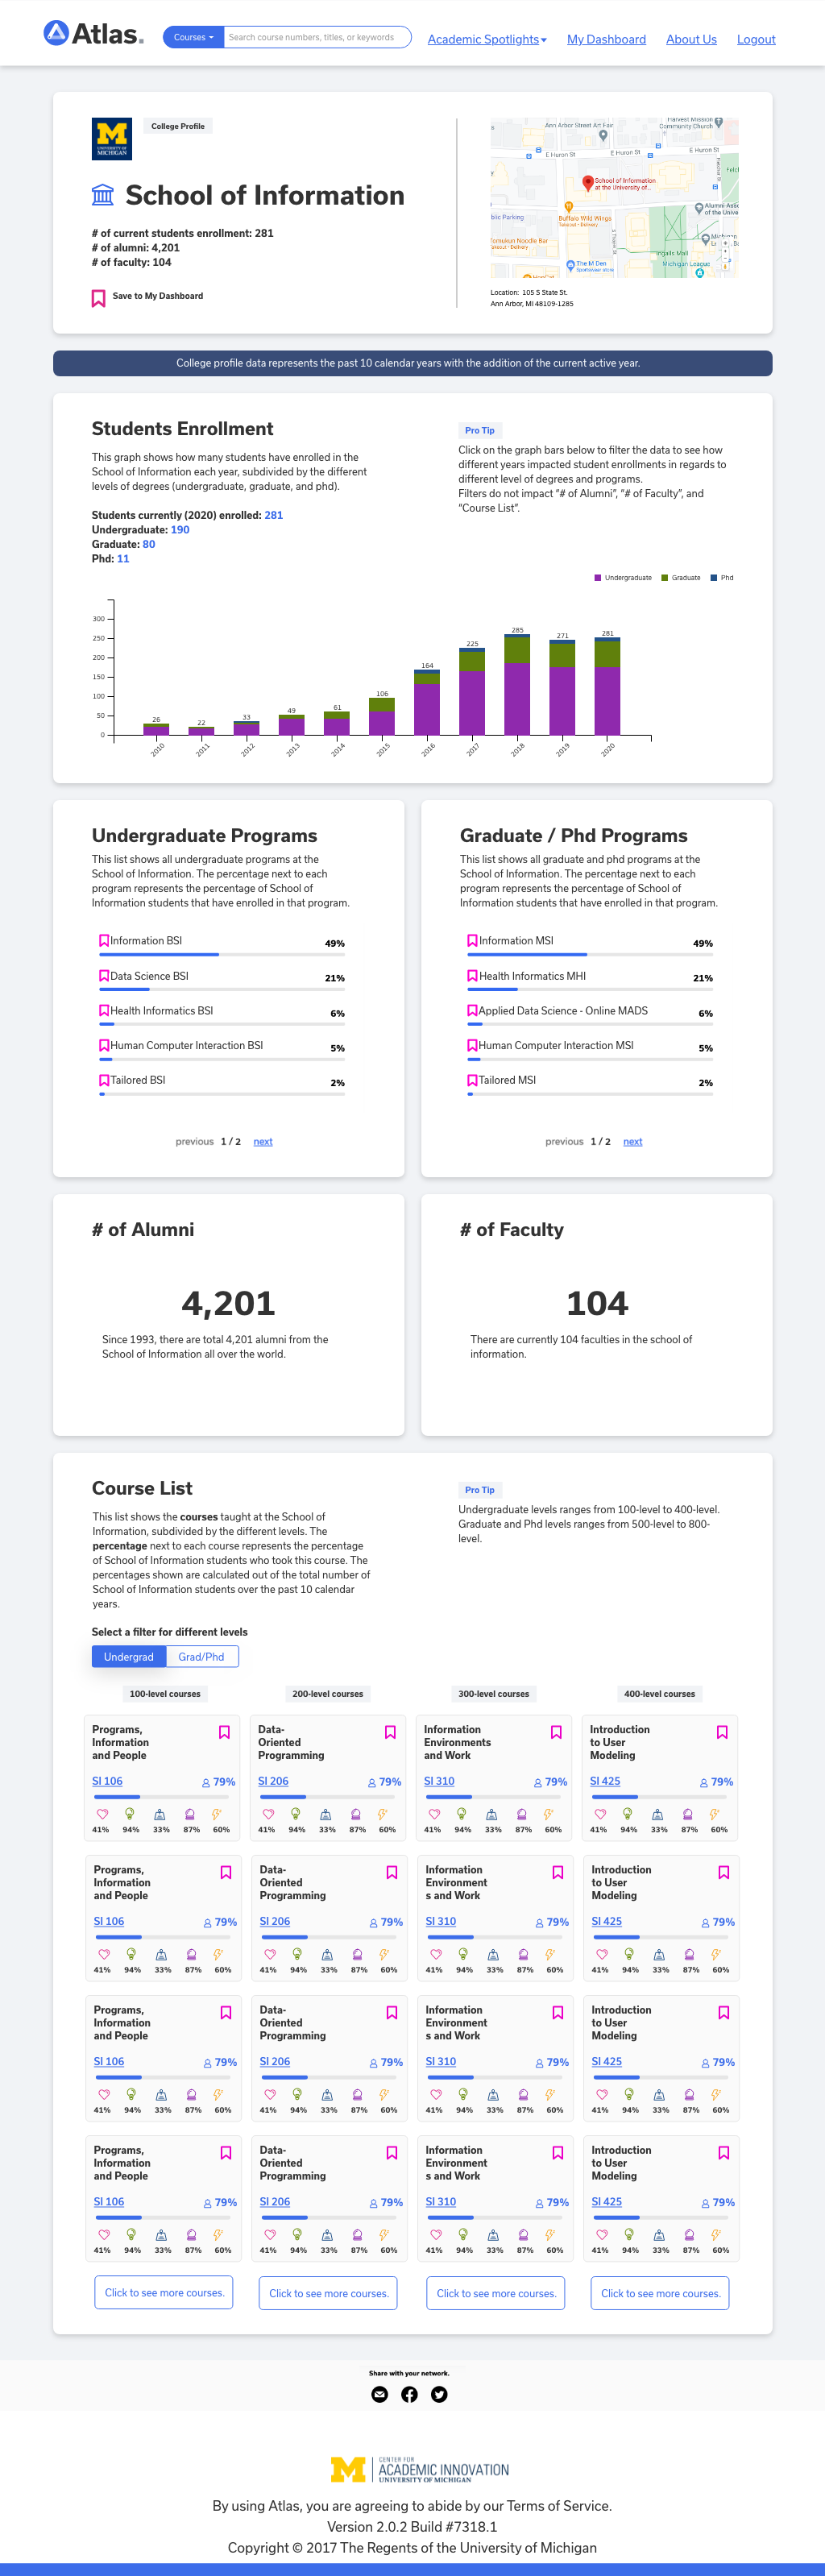 Atlas.
Courses
Search course numbers, titles, or keywords
Academic Spotlights
My Dashboard
About Us
Logout
M
UNIVERSITY OF
MICHIGAN
College Profile
School of Information
# of current students enrollment: 281
# of alumni: 4,201
# of faculty: 104
Save to My Dashboard
Ann Arbor Street Art Fair
Harvest Mission
Community Church
E Huron St
E Huron St
E Huron St
School of Information
at the University of...
Buffalo Wild Wings
Takeout • Delivery
Ingalls Mall
Michigan League
The M Den
Sportswear store
Location: 105 S State St.
Ann Arbor, MI 48109-1285
College profile data represents the past 10 calendar years with the addition of the current active year.
Students Enrollment
This graph shows how many students have enrolled in the
School of Information each year, subdivided by the different
levels of degrees (undergraduate, graduate, and phd).
Students currently (2020) enrolled: 281
Undergraduate: 190
Graduate: 80
Phd: 11
Pro Tip
Click on the graph bars below to filter the data to see how
different years impacted student enrollments in regards to
different level of degrees and programs.
Filters do not impact "# of Alumni", "# of Faculty", and
"Course List".
Undergraduate Graduate Phd
300
250
200
150
100
50
0
26 22 33 49 61 106 164 225 285 271 281
2010 2011 2012 2013 2014 2015 2016 2017 2018 2019 2020
Undergraduate Programs
This list shows all undergraduate programs at the
School of Information. The percentage next to each
program represents the percentage of School of
Information students that have enrolled in that program.
Information BSI 49%
Data Science BSI 21%
Health Informatics BSI 6%
Human Computer Interaction BSI 5%
Tailored BSI 2%
previous 1 / 2 next
Graduate / Phd Programs
This list shows all graduate and phd programs at the
School of Information. The percentage next to each
program represents the percentage of School of
Information students that have enrolled in that program.
Information MSI 49%
Health Informatics MHI 21%
Applied Data Science - Online MADS 6%
Human Computer Interaction MSI 5%
Tailored MSI 2%
previous 1 / 2 next
# of Alumni
4,201
Since 1993, there are total 4,201 alumni from the
School of Information all over the world.
# of Faculty
104
There are currently 104 faculties in the school of
information.
Course List
This list shows the courses taught at the School of
Information, subdivided by the different levels. The
percentage next to each course represents the percentage
of School of Information students who took this course. The
percentages shown are calculated out of the total number of
School of Information students over the past 10 calendar
years.
Pro Tip
Undergraduate levels ranges from 100-level to 400-level.
Graduate and Phd levels ranges from 500-level to 800-
level.
Select a filter for different levels
Undergrad Grad/Phd
100-level courses 200-level courses 300-level courses 400-level courses
Programs, Data- Information Introduction
Information Oriented Environments to User
and People Programming and Work Modeling
SI 106 79% SI 206 79% SI 310 79% SI 425 79%
41% 94% 33% 87% 60% 41% 94% 33% 87% 60% 41% 94% 33% 87% 60% 41% 94% 33% 87% 60%
Programs, Data- Information Introduction
Information Oriented Environment to User
and People Programming s and Work Modeling
SI 106 79% SI 206 79% SI 310 79% SI 425 79%
41% 94% 33% 87% 60% 41% 94% 33% 87% 60% 41% 94% 33% 87% 60% 41% 94% 33% 87% 60%
Programs, Data- Information Introduction
Information Oriented Environment to User
and People Programming s and Work Modeling
SI 106 79% SI 206 79% SI 310 79% SI 425 79%
41% 94% 33% 87% 60% 41% 94% 33% 87% 60% 41% 94% 33% 87% 60% 41% 94% 33% 87% 60%
Programs, Data- Information Introduction
Information Oriented Environment to User
and People Programming s and Work Modeling
SI 106 79% SI 206 79% SI 310 79% SI 425 79%
41% 94% 33% 87% 60% 41% 94% 33% 87% 60% 41% 94% 33% 87% 60% 41% 94% 33% 87% 60%
Click to see more courses. Click to see more courses. Click to see more courses. Click to see more courses.
Share with your network.
M
CENTER FOR
ACADEMIC INNOVATION
UNIVERSITY OF MICHIGAN
By using Atlas, you are agreeing to abide by our Terms of Service.
Version 2.0.2 Build #7318.1
Copyright © 2017 The Regents of the University of Michigan